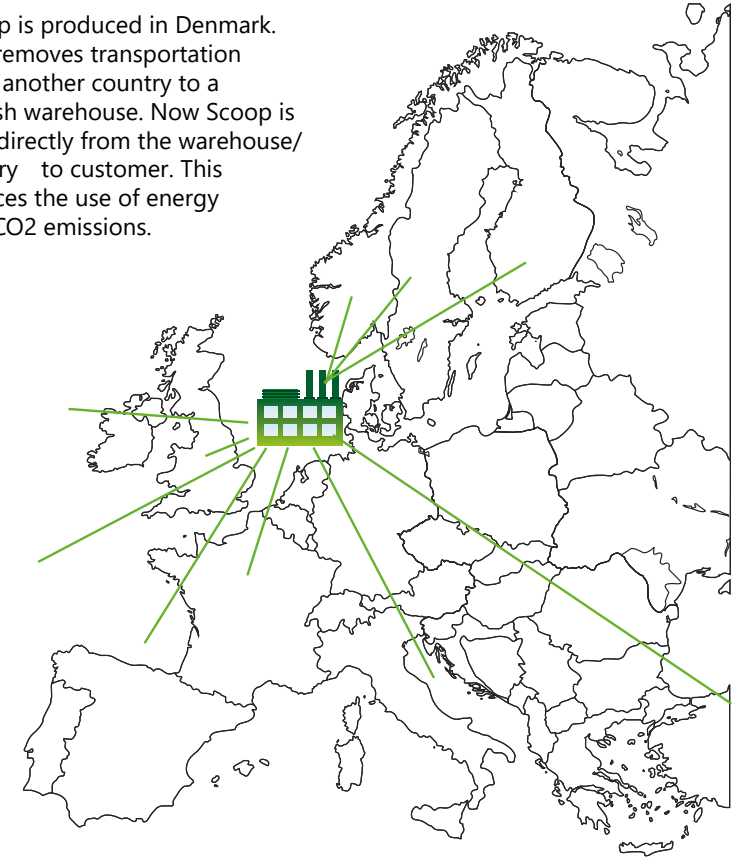 p is produced in Denmark.
removes transportation
another country to a
sh warehouse. Now Scoop is
directly from the warehouse/
ry to customer. This
ces the use of energy
CO2 emissions.